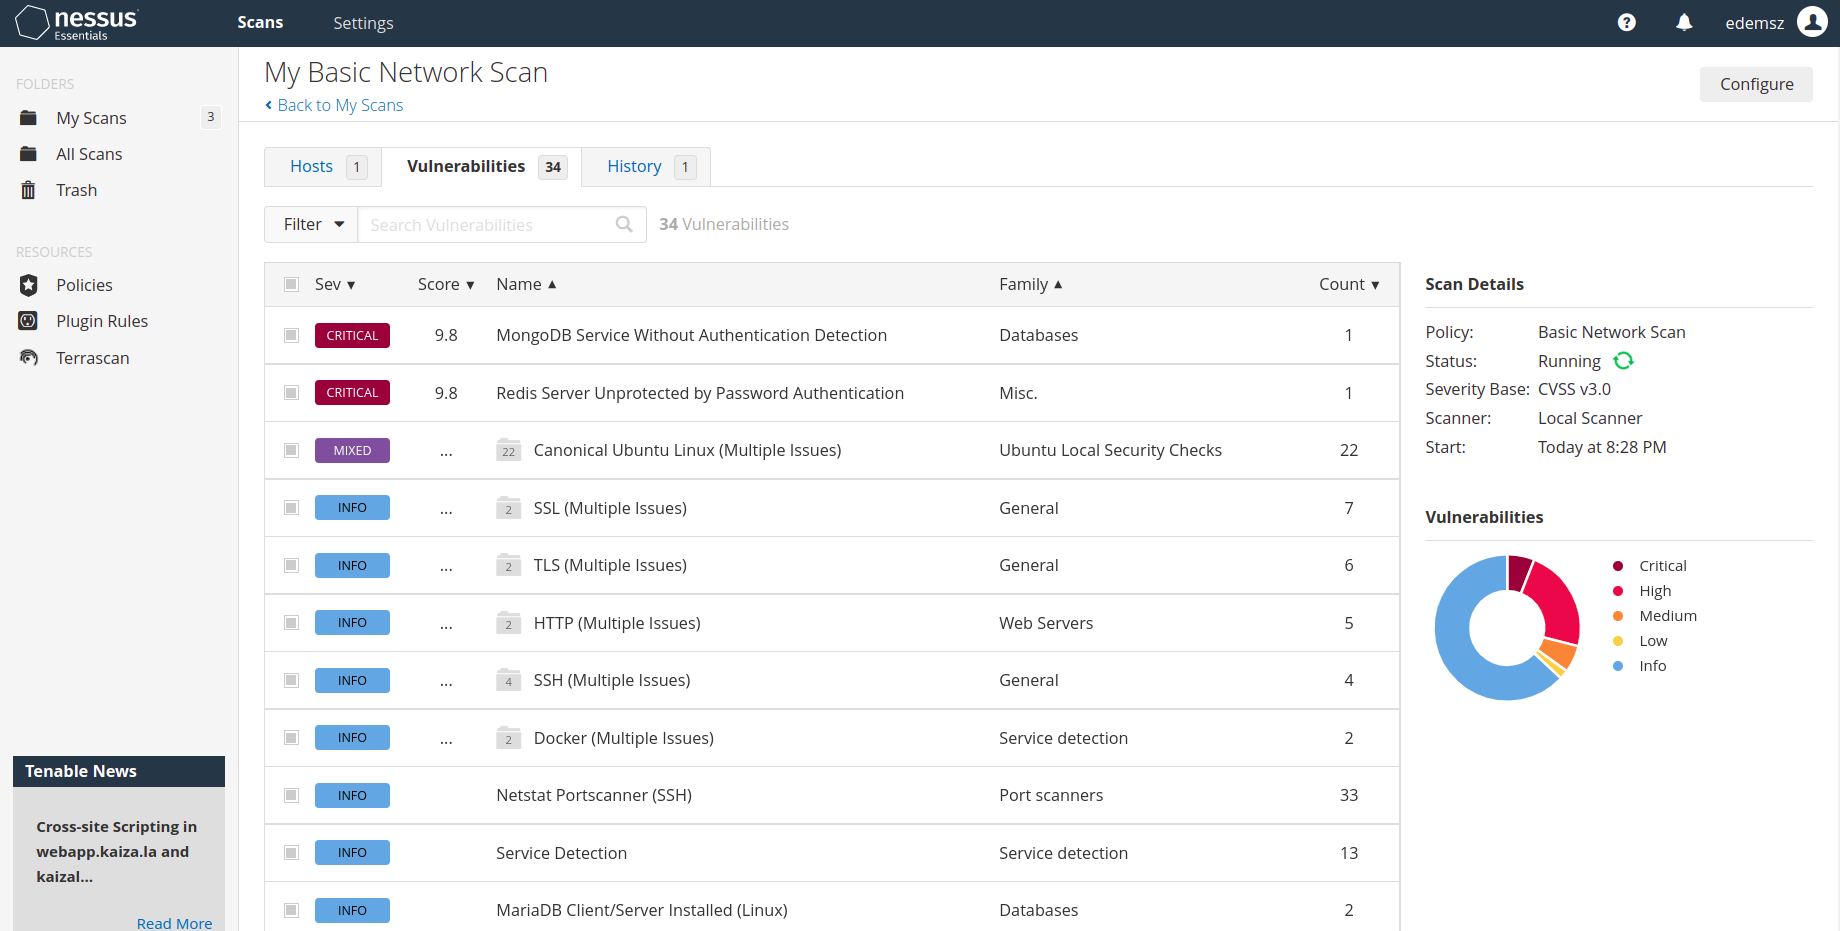 nessus
Essentials
Scans
Settings
edemsz
FOLDERS
My Scans 3
All Scans
Trash
RESOURCES
Policies
Plugin Rules
Terrascan
Tenable News
Cross-site Scripting in
webapp.kaiza.la and
kaizal...
Read More
My Basic Network Scan
Back to My Scans
Configure
Hosts 1
Vulnerabilities 34
History 1
Filter
Search Vulnerabilities
34 Vulnerabilities
Sev Score Name Family Count
CRITICAL 9.8 MongoDB Service Without Authentication Detection Databases 1
CRITICAL 9.8 Redis Server Unprotected by Password Authentication Misc. 1
MIXED ... 22 Canonical Ubuntu Linux (Multiple Issues) Ubuntu Local Security Checks 22
INFO ... 2 SSL (Multiple Issues) General 7
INFO ... 2 TLS (Multiple Issues) General 6
INFO ... 2 HTTP (Multiple Issues) Web Servers 5
INFO ... 4 SSH (Multiple Issues) General 4
INFO ... 2 Docker (Multiple Issues) Service detection 2
INFO Netstat Portscanner (SSH) Port scanners 33
INFO Service Detection Service detection 13
INFO MariaDB Client/Server Installed (Linux) Databases 2
Scan Details
Policy: Basic Network Scan
Status: Running
Severity Base: CVSS v3.0
Scanner: Local Scanner
Start: Today at 8:28 PM
Vulnerabilities
Critical
High
Medium
Low
Info